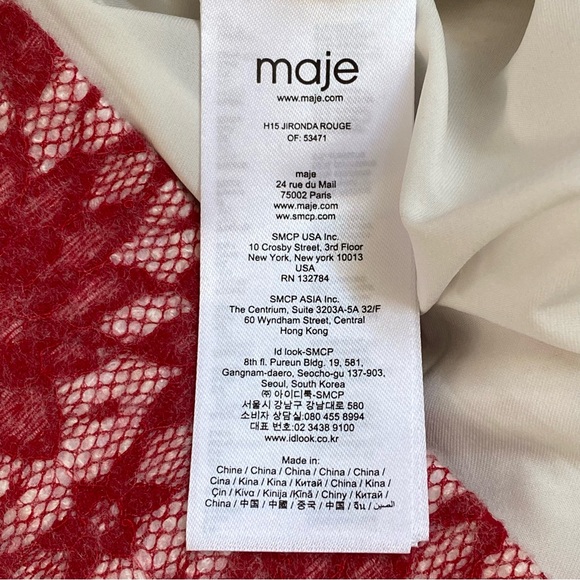 maje
www.maje.com
H15 JIRONDA ROUGE
OF: 53471
maje
24 rue du Mail
75002 Paris
www.maje.com
ww.smcp.com
SMCP USA Inc.
10 Crosby Street, 3rd Floor
New York, New york 10013
USA
RN 132784
SMCP ASIA Inc.
The Centrium, Suite 3203A-5A 32/F
60 Wyndham Street, Central
Hong Kong
Id look-SMCP
8th fl. Pureun Bldg. 19, 581,
Gangnam-daero, Seocho-gu 137-903,
Seoul, South Korea
㈜ 아이디룩-SMCP
서울시 강남구 강남대로 580
소비자 상담실: 080 455 8994
대표 번호: 02 3438 9100
www.idlook.co.kr
Made in:
Chine / China / China / China / China /
Cina / Kina / Kina / Китай / China / Kina /
Çin / Kíva / Kinija /Ķīnā / Chiny / Китай /
China / 中国 / 中國 / 중국 / 中国 / จีน / الصين